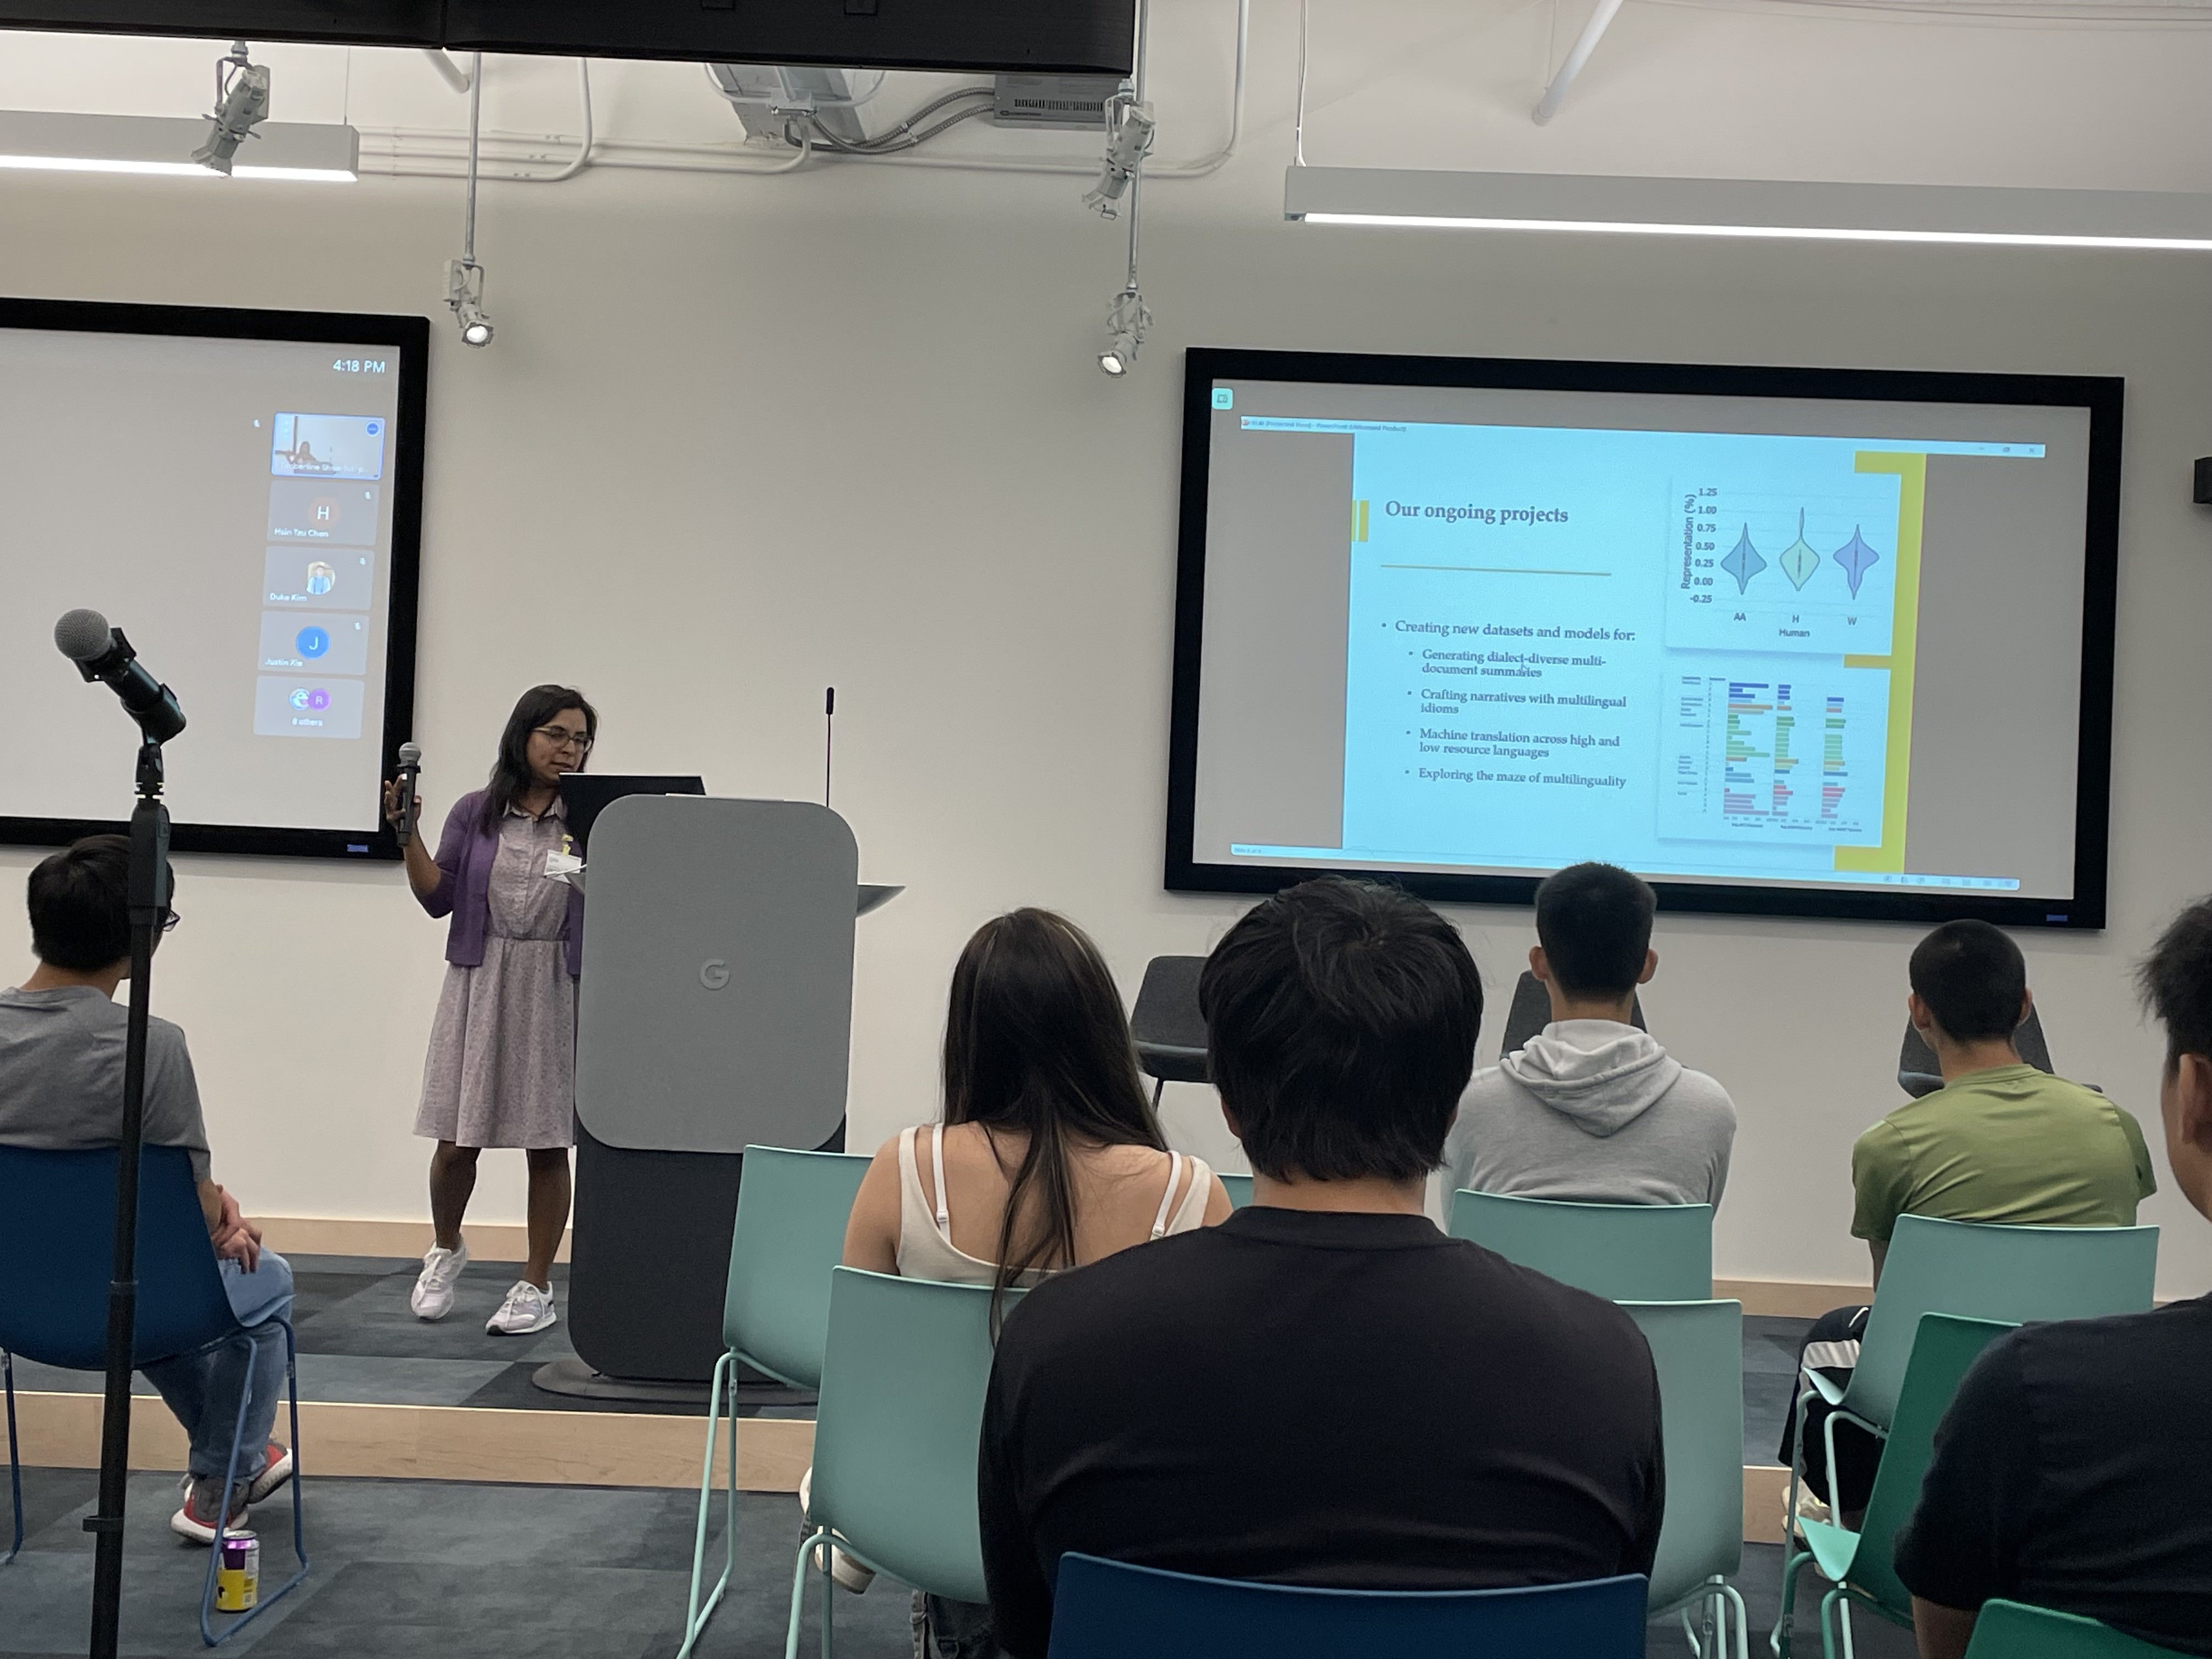 4:18 PM
H
Hsin Tzu Chen
Duke Kim
J
Justin Xie
R
8 others
G
Our ongoing projects
• Creating new datasets and models for:
• Generating dialect-diverse multi-
document summaries
• Crafting narratives with multilingual
idioms
• Machine translation across high and
low resource languages
• Exploring the maze of multilinguality
Representation (%)
1.25
1.00
0.75
0.50
0.25
0.00
-0.25
AA
H
W
Human